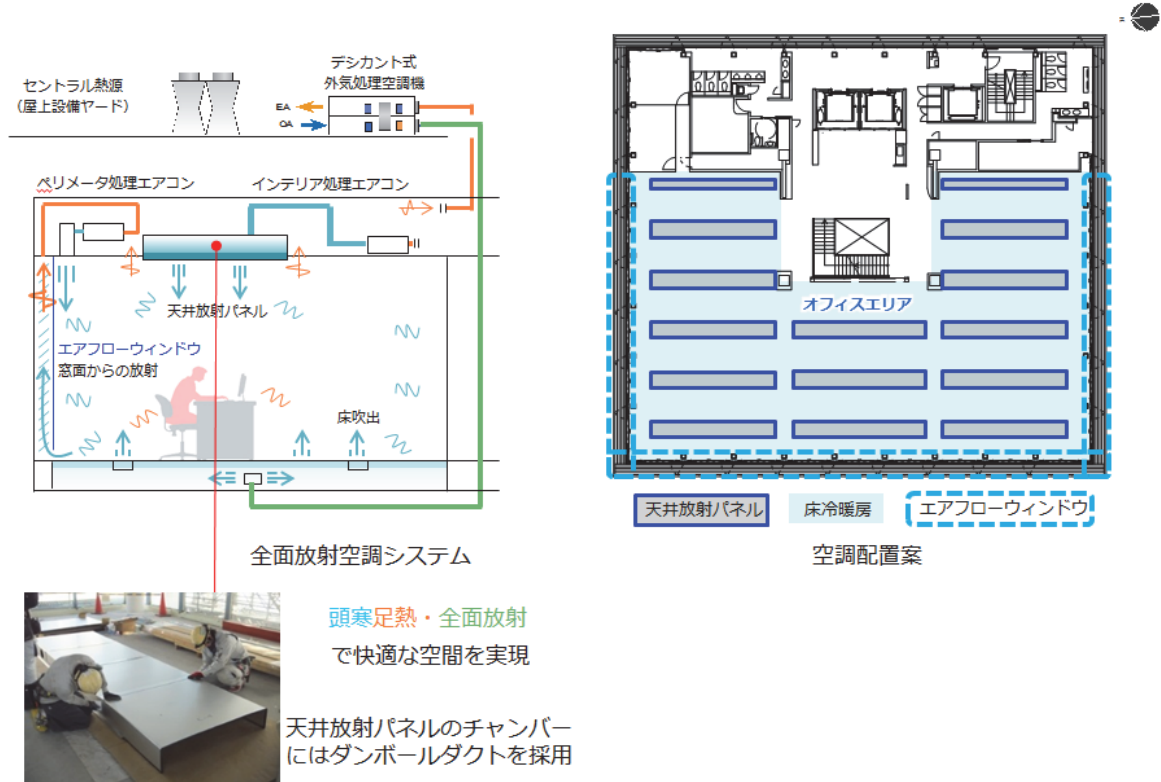 セントラル熱源
（屋上設備ヤード）
デシカント式
外気処理空調機
EA
OA
ペリメータ処理エアコン
インテリア処理エアコン
天井放射パネル
エアフローウィンドウ
窓面からの放射
床吹出
全面放射空調システム
頭寒足熱・全面放射
で快適な空間を実現
天井放射パネルのチャンバー
にはダンボールダクトを採用
オフィスエリア
天井放射パネル
床冷暖房
エアフローウィンドウ
空調配置案